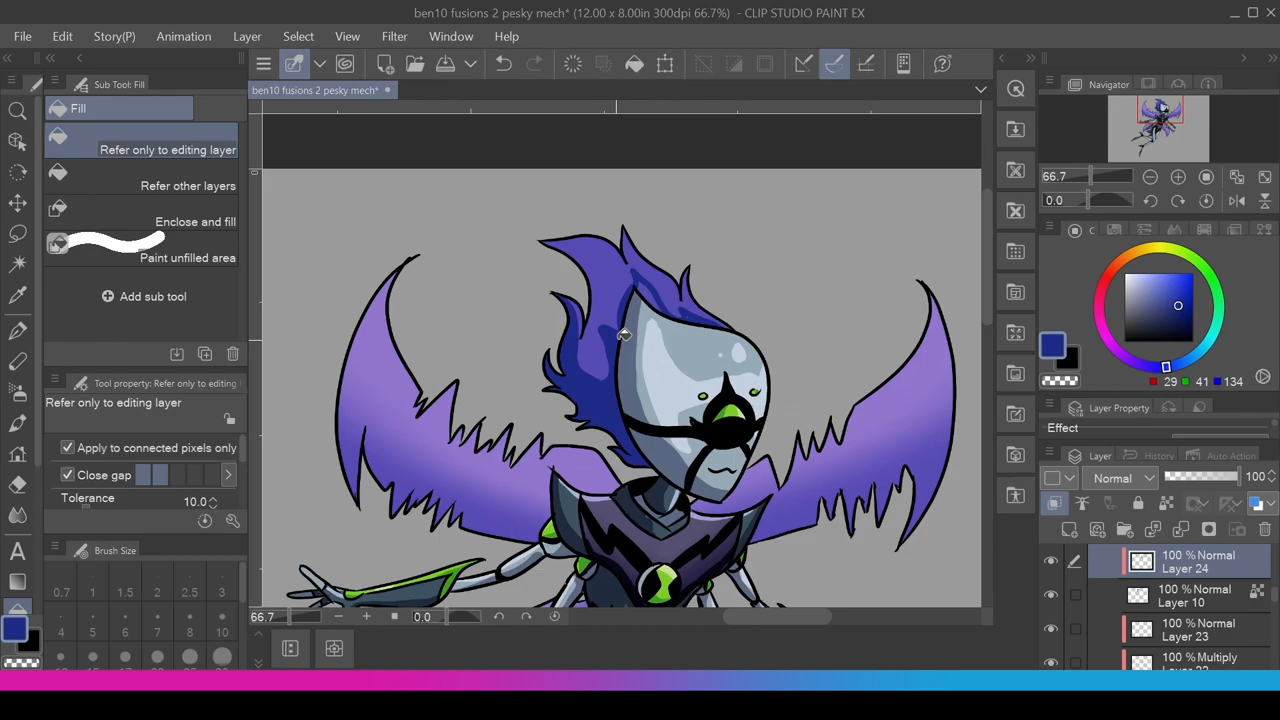 ben10 fusions 2 pesky mech* (12.00 x 8.00in 300dpi 66.7%) - CLIP STUDIO PAINT EX
File Edit Story(P) Animation Layer Select View Filter Window Help
Sub Tool: Fill
Fill
Refer only to editing layer
Refer other layers
Enclose and fill
Paint unfilled area
Add sub tool
Tool property: Refer only to editing
Refer only to editing layer
Apply to connected pixels only
Close gap
Tolerance 10.0
Brush Size
0.7 1 1.5 2 2.5 3
4 5 6 7 8 10
ben10 fusions 2 pesky mech*
0
66.7 0.0
Navigator
66.7
0.0
29 41 134
Layer Property
Effect
Layer History Auto Action
Normal 100
100 % Normal
Layer 24
100 % Normal
Layer 10
100 % Normal
Layer 23
100 % Multiply